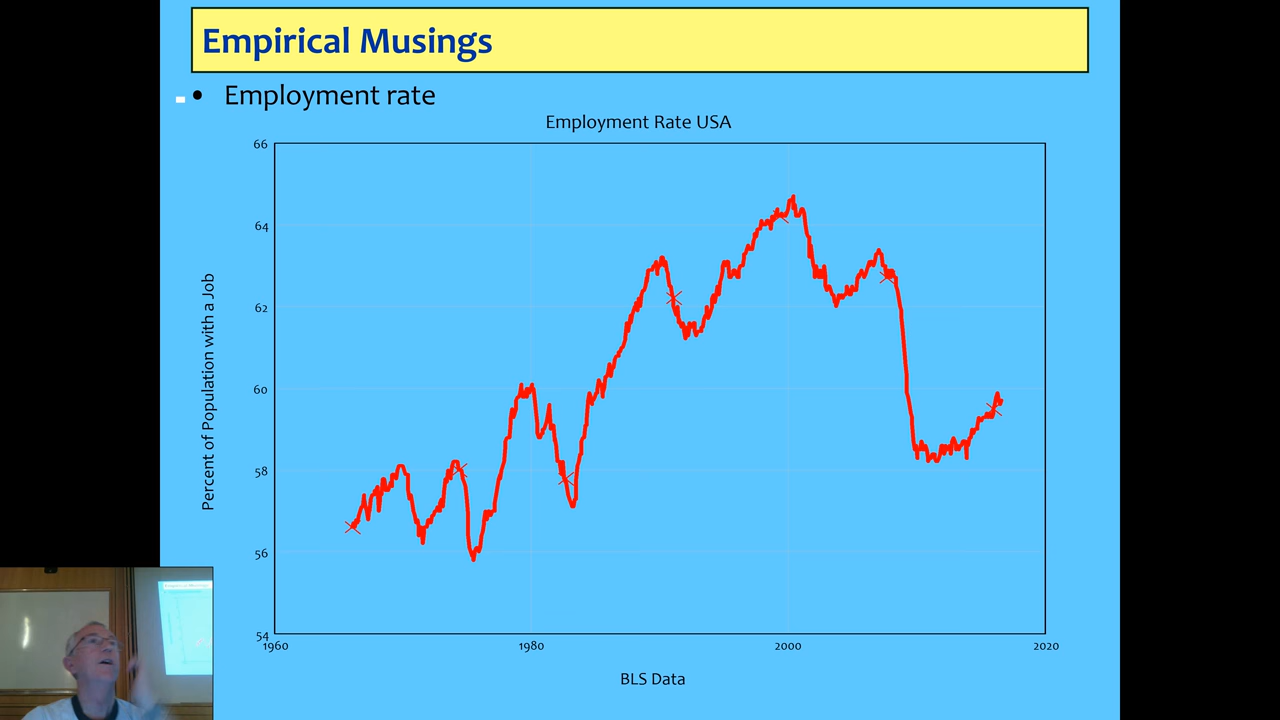 Empirical Musings
• Employment rate
Employment Rate USA
66
64
62
60
58
56
54
Percent of Population with a Job
1960 1980 2000 2020
BLS Data